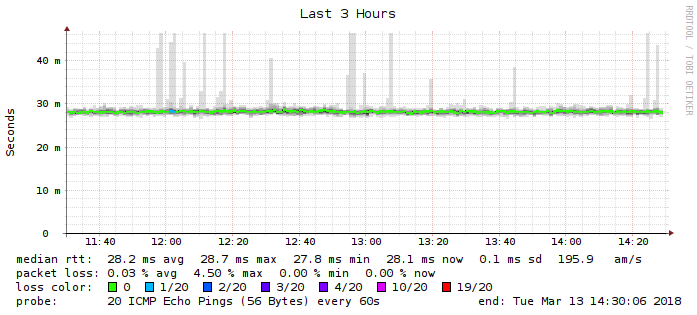 Last 3 Hours
RRDTOOL / TOBI OETIKER
Seconds
40 m
30 m
20 m
10 m
0
11:40 12:00 12:20 12:40 13:00 13:20 13:40 14:00 14:20
median rtt: 28.2 ms avg 28.7 ms max 27.8 ms min 28.1 ms now 0.1 ms sd 195.9 am/s
packet loss: 0.03 % avg 4.50 % max 0.00 % min 0.00 % now
loss color: 0 1/20 2/20 3/20 4/20 10/20 19/20
probe: 20 ICMP Echo Pings (56 Bytes) every 60s end: Tue Mar 13 14:30:06 2018